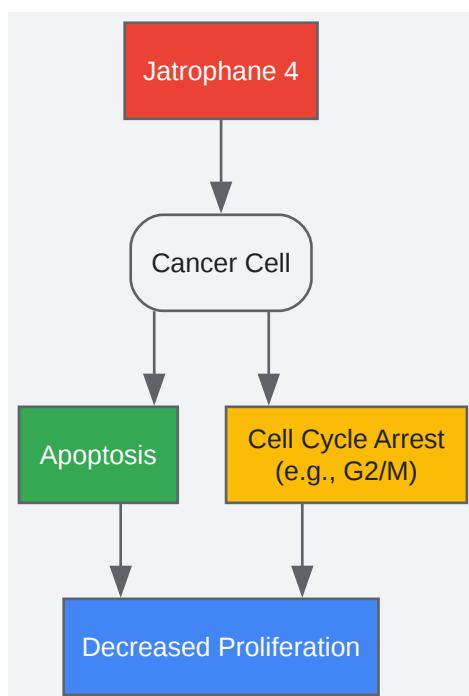 Jatrophane 4
Cancer Cell
Apoptosis
Cell Cycle Arrest
(e.g., G2/M)
Decreased Proliferation